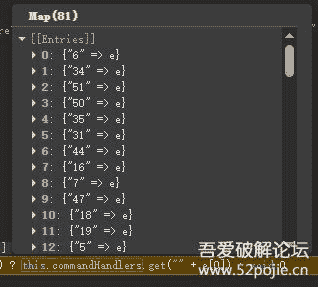 Map(81)
[[Entries]]
0: {"6" => e}
1: {"34" => e}
2: {"51" => e}
3: {"50" => e}
4: {"35" => e}
5: {"31" => e}
6: {"44" => e}
7: {"16" => e}
8: {"7" => e}
9: {"47" => e}
10: {"18" => e}
11: {"19" => e}
12: {"5" => e}
) ? this.commandHandlers.get("" +
吾爱破解论坛
www.52pojie.cn